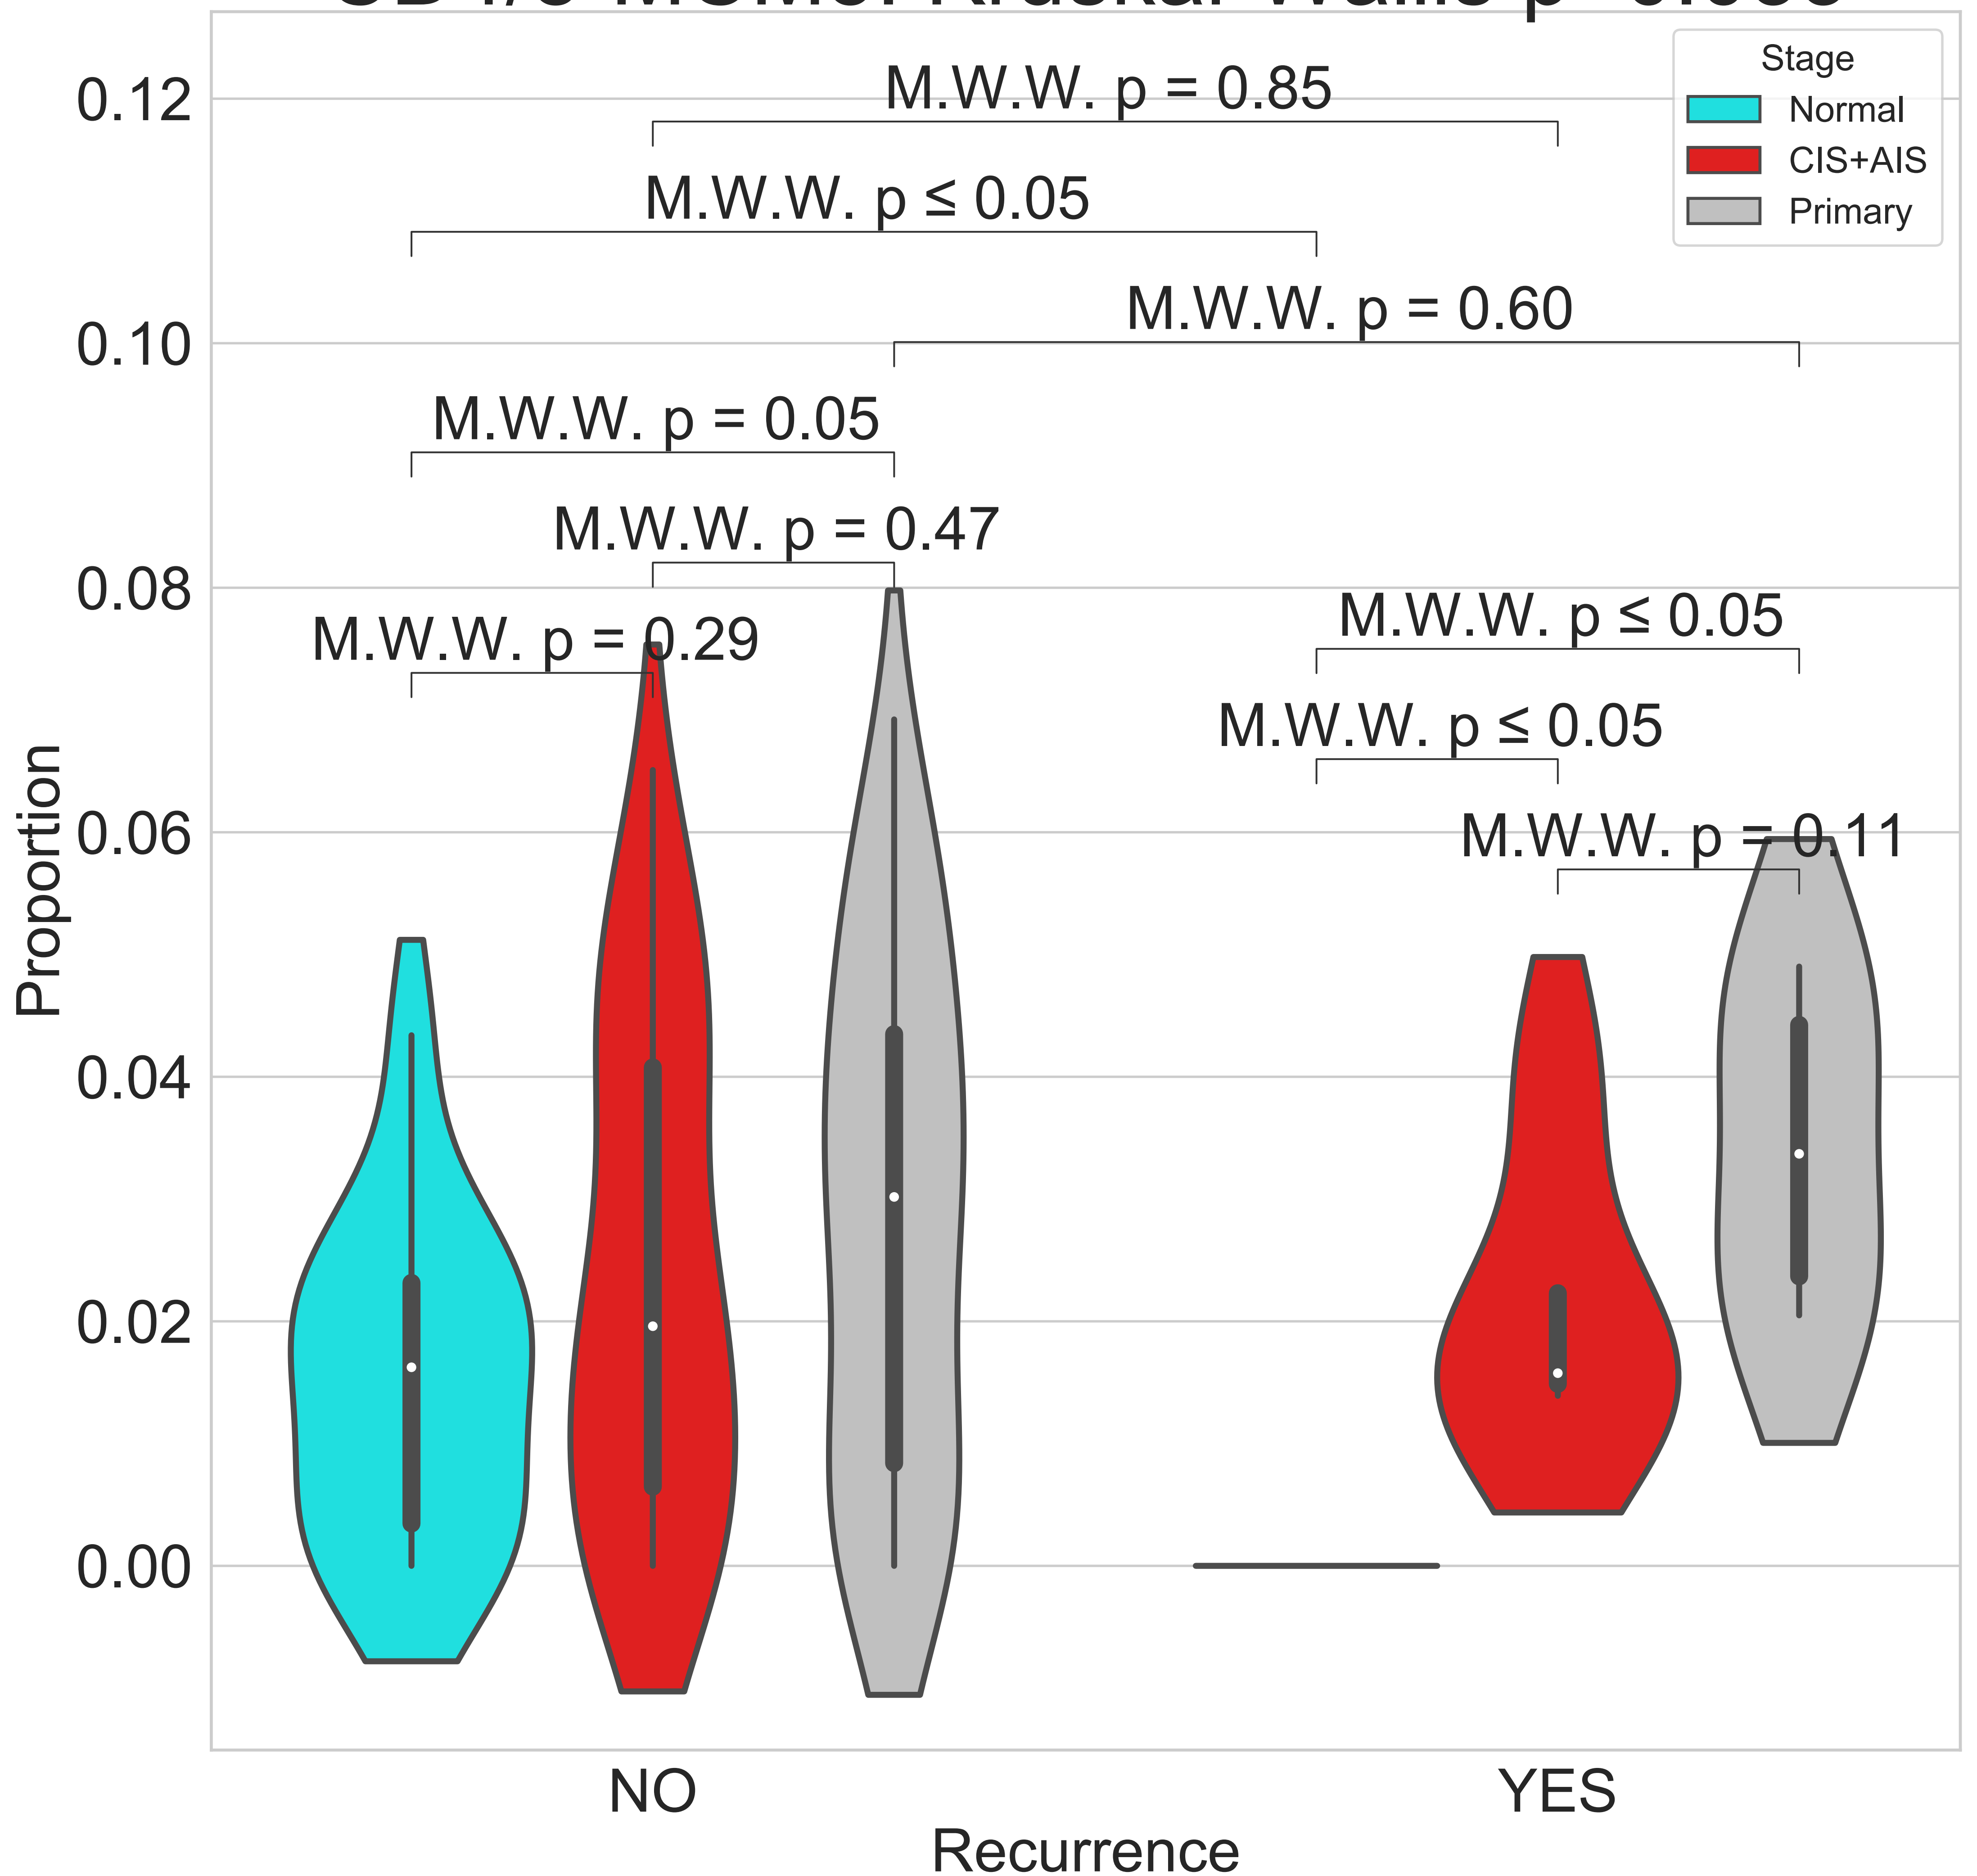 Stage
Normal
CIS+AIS
Primary
M.W.W. p = 0.85
M.W.W. p ≤ 0.05
M.W.W. p = 0.60
M.W.W. p = 0.05
M.W.W. p = 0.47
M.W.W. p = 0.29
M.W.W. p ≤ 0.05
M.W.W. p ≤ 0.05
M.W.W. p = 0.11
0.12
0.10
0.08
0.06
0.04
0.02
0.00
Proportion
NO
YES
Recurrence